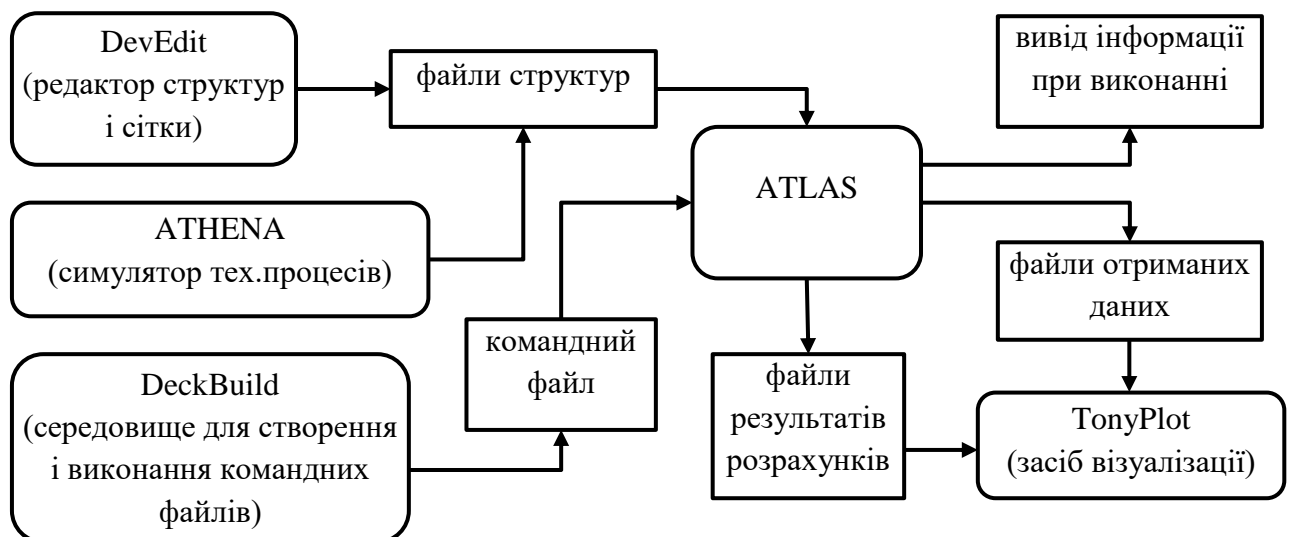 DevEdit
(редактор структур
і сітки)
файли структур
вивід інформації
при виконанні
ATHENA
(симулятор тех.процесів)
ATLAS
файли отриманих
даних
DeckBuild
(середовище для створення
і виконання командних
файлів)
командний
файл
файли
результатів
розрахунків
TonyPlot
(засіб візуалізації)